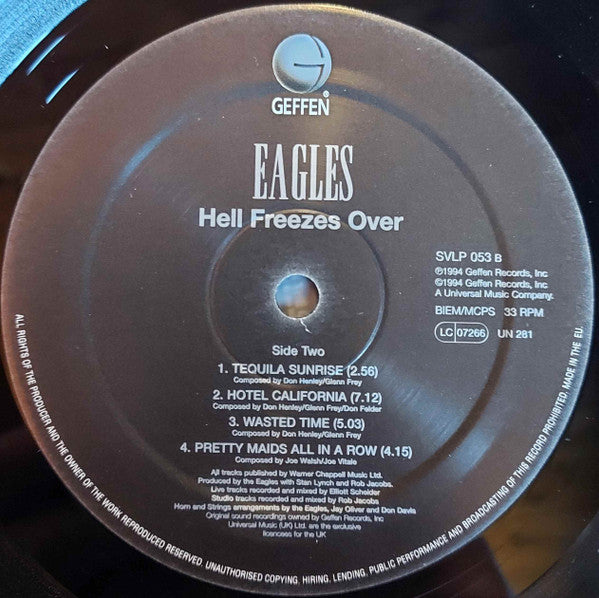 GEFFEN®
EAGLES
Hell Freezes Over
SVLP 053 B
℗1994 Geffen Records, Inc
©1994 Geffen Records, Inc
A Universal Music Company.
BIEM/MCPS 33 RPM
LC 07266 UN 281
Side Two
1. TEQUILA SUNRISE (2.56)
Composed by Don Henley/Glenn Frey
2. HOTEL CALIFORNIA (7.12)
Composed by Don Henley/Glenn Frey/Don Felder
3. WASTED TIME (5.03)
Composed by Don Henley/Glenn Frey
4. PRETTY MAIDS ALL IN A ROW (4.15)
Composed by Joe Walsh/Joe Vitale
All tracks published by Warner Chappell Music Ltd.
Produced by the Eagles with Stan Lynch and Rob Jacobs.
Live tracks recorded and mixed by Elliott Scheider
Studio tracks recorded and mixed by Rob Jacobs
Horn and Strings arrangements by the Eagles, Jay Oliver and Don Davis
Original sound recordings owned by Geffen Records, Inc
Universal Music (UK) Ltd. are the exclusive
licencees for the UK
ALL RIGHTS OF THE PRODUCER AND THE OWNER OF THE WORK REPRODUCED RESERVED. UNAUTHORISED COPYING, HIRING, LENDING, PUBLIC PERFORMANCE AND BROADCASTING OF THIS RECORD PROHIBITED. MADE IN THE EU.